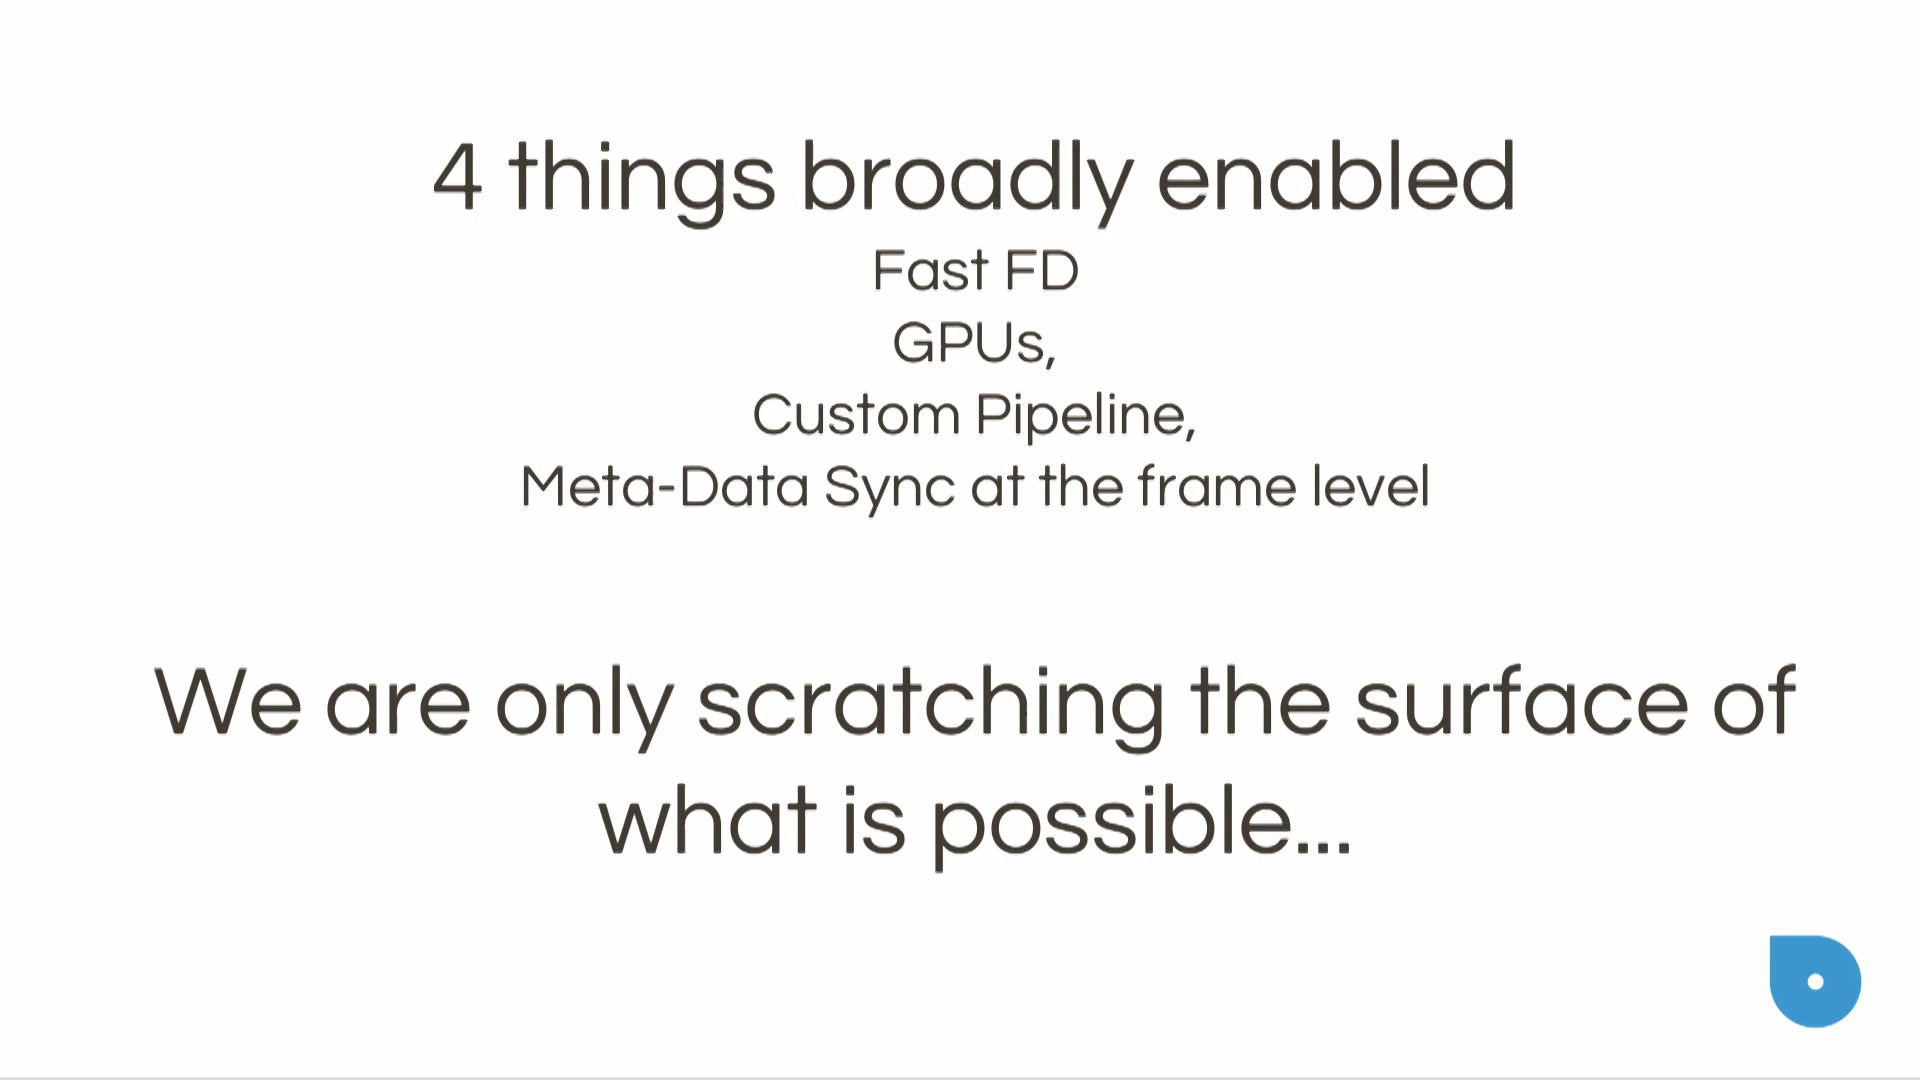 4 things broadly enabled
Fast FD
GPUs,
Custom Pipeline,
Meta-Data Sync at the frame level
We are only scratching the surface of
what is possible...